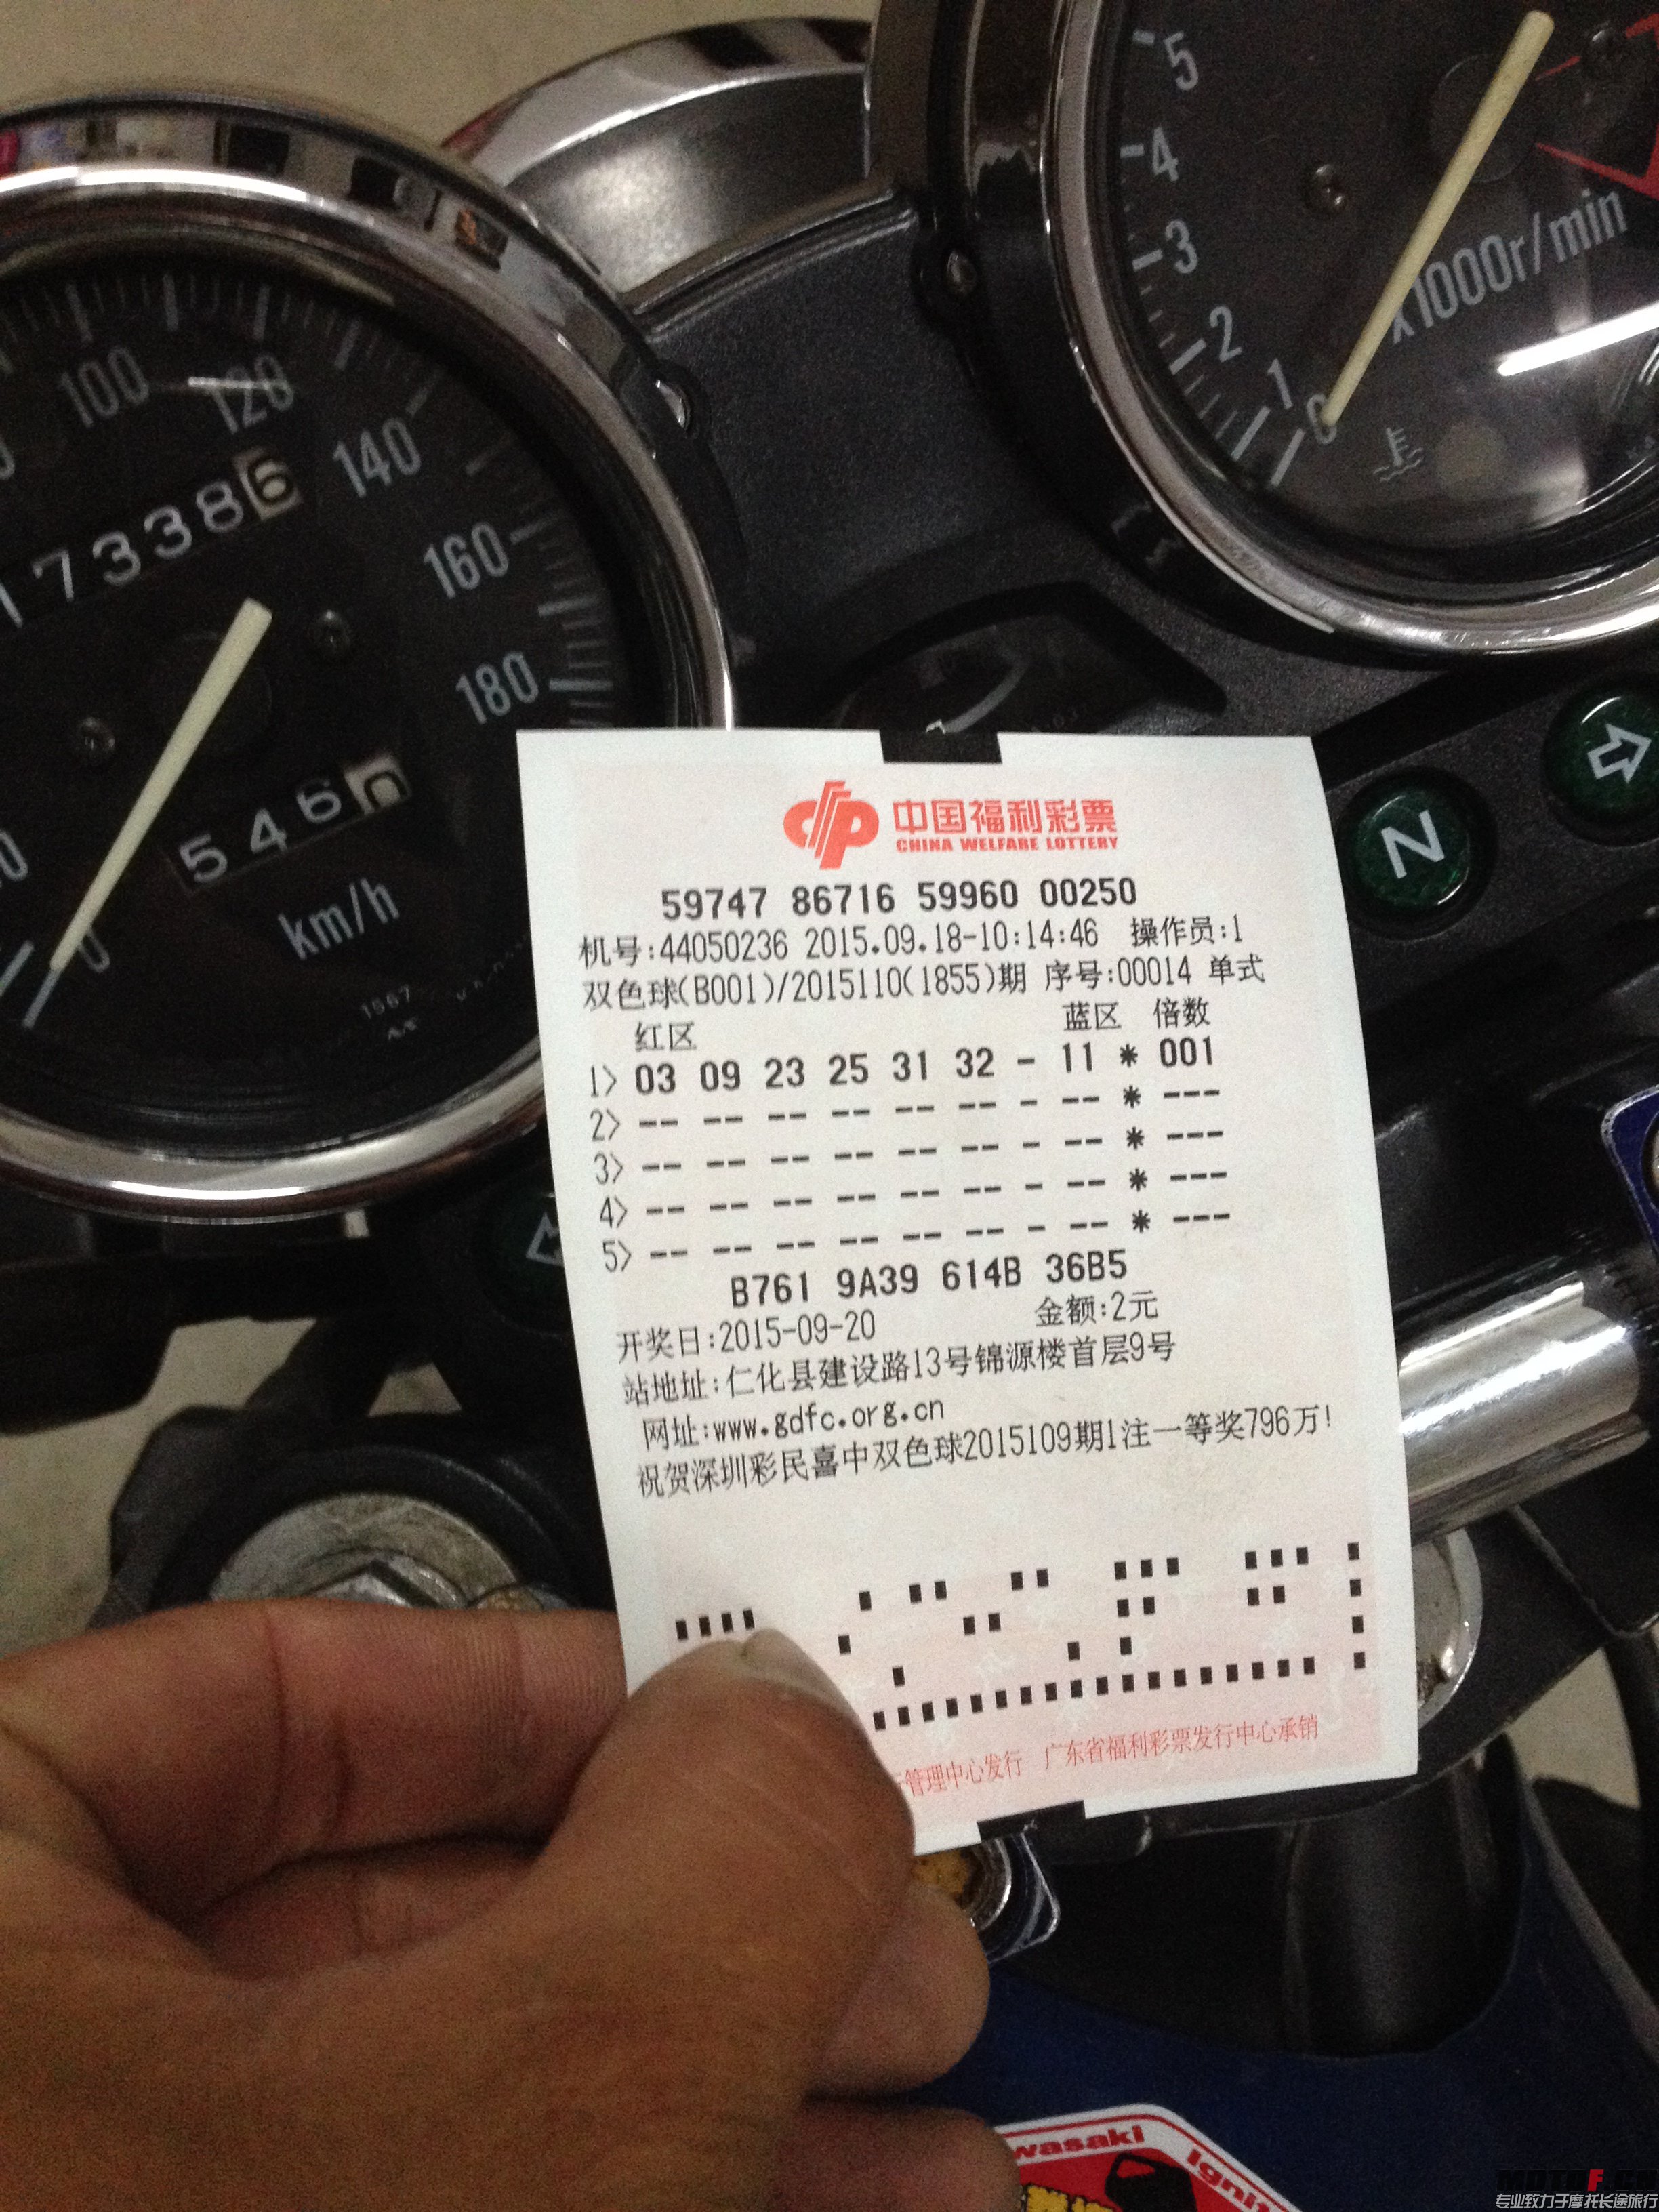 5
4
3
2
1
0
x1000r/min
100
120
140
160
180
173386
5460
km/h
0
N
中国福利彩票
CHINA WELFARE LOTTERY
59747 86716 59960 00250
机号:44050236 2015.09.18-10:14:46 操作员:1
双色球(B001)/2015110(1855)期 序号:00014 单式
红区 蓝区 倍数
1> 03 09 23 25 31 32 - 11 * 001
2> -- -- -- -- -- -- - -- * ---
3> -- -- -- -- -- -- - -- * ---
4> -- -- -- -- -- -- - -- * ---
5> -- -- -- -- -- -- - -- * ---
B761 9A39 614B 36B5
开奖日:2015-09-20 金额:2元
站地址:仁化县建设路13号锦源楼首层9号
网址:www.gdfc.org.cn
祝贺深圳彩民喜中双色球2015109期1注一等奖796万!
管理中心发行 广东省福利彩票发行中心承销
wasaki
Ignit
MOTOF.CN
专业致力于摩托长途旅行